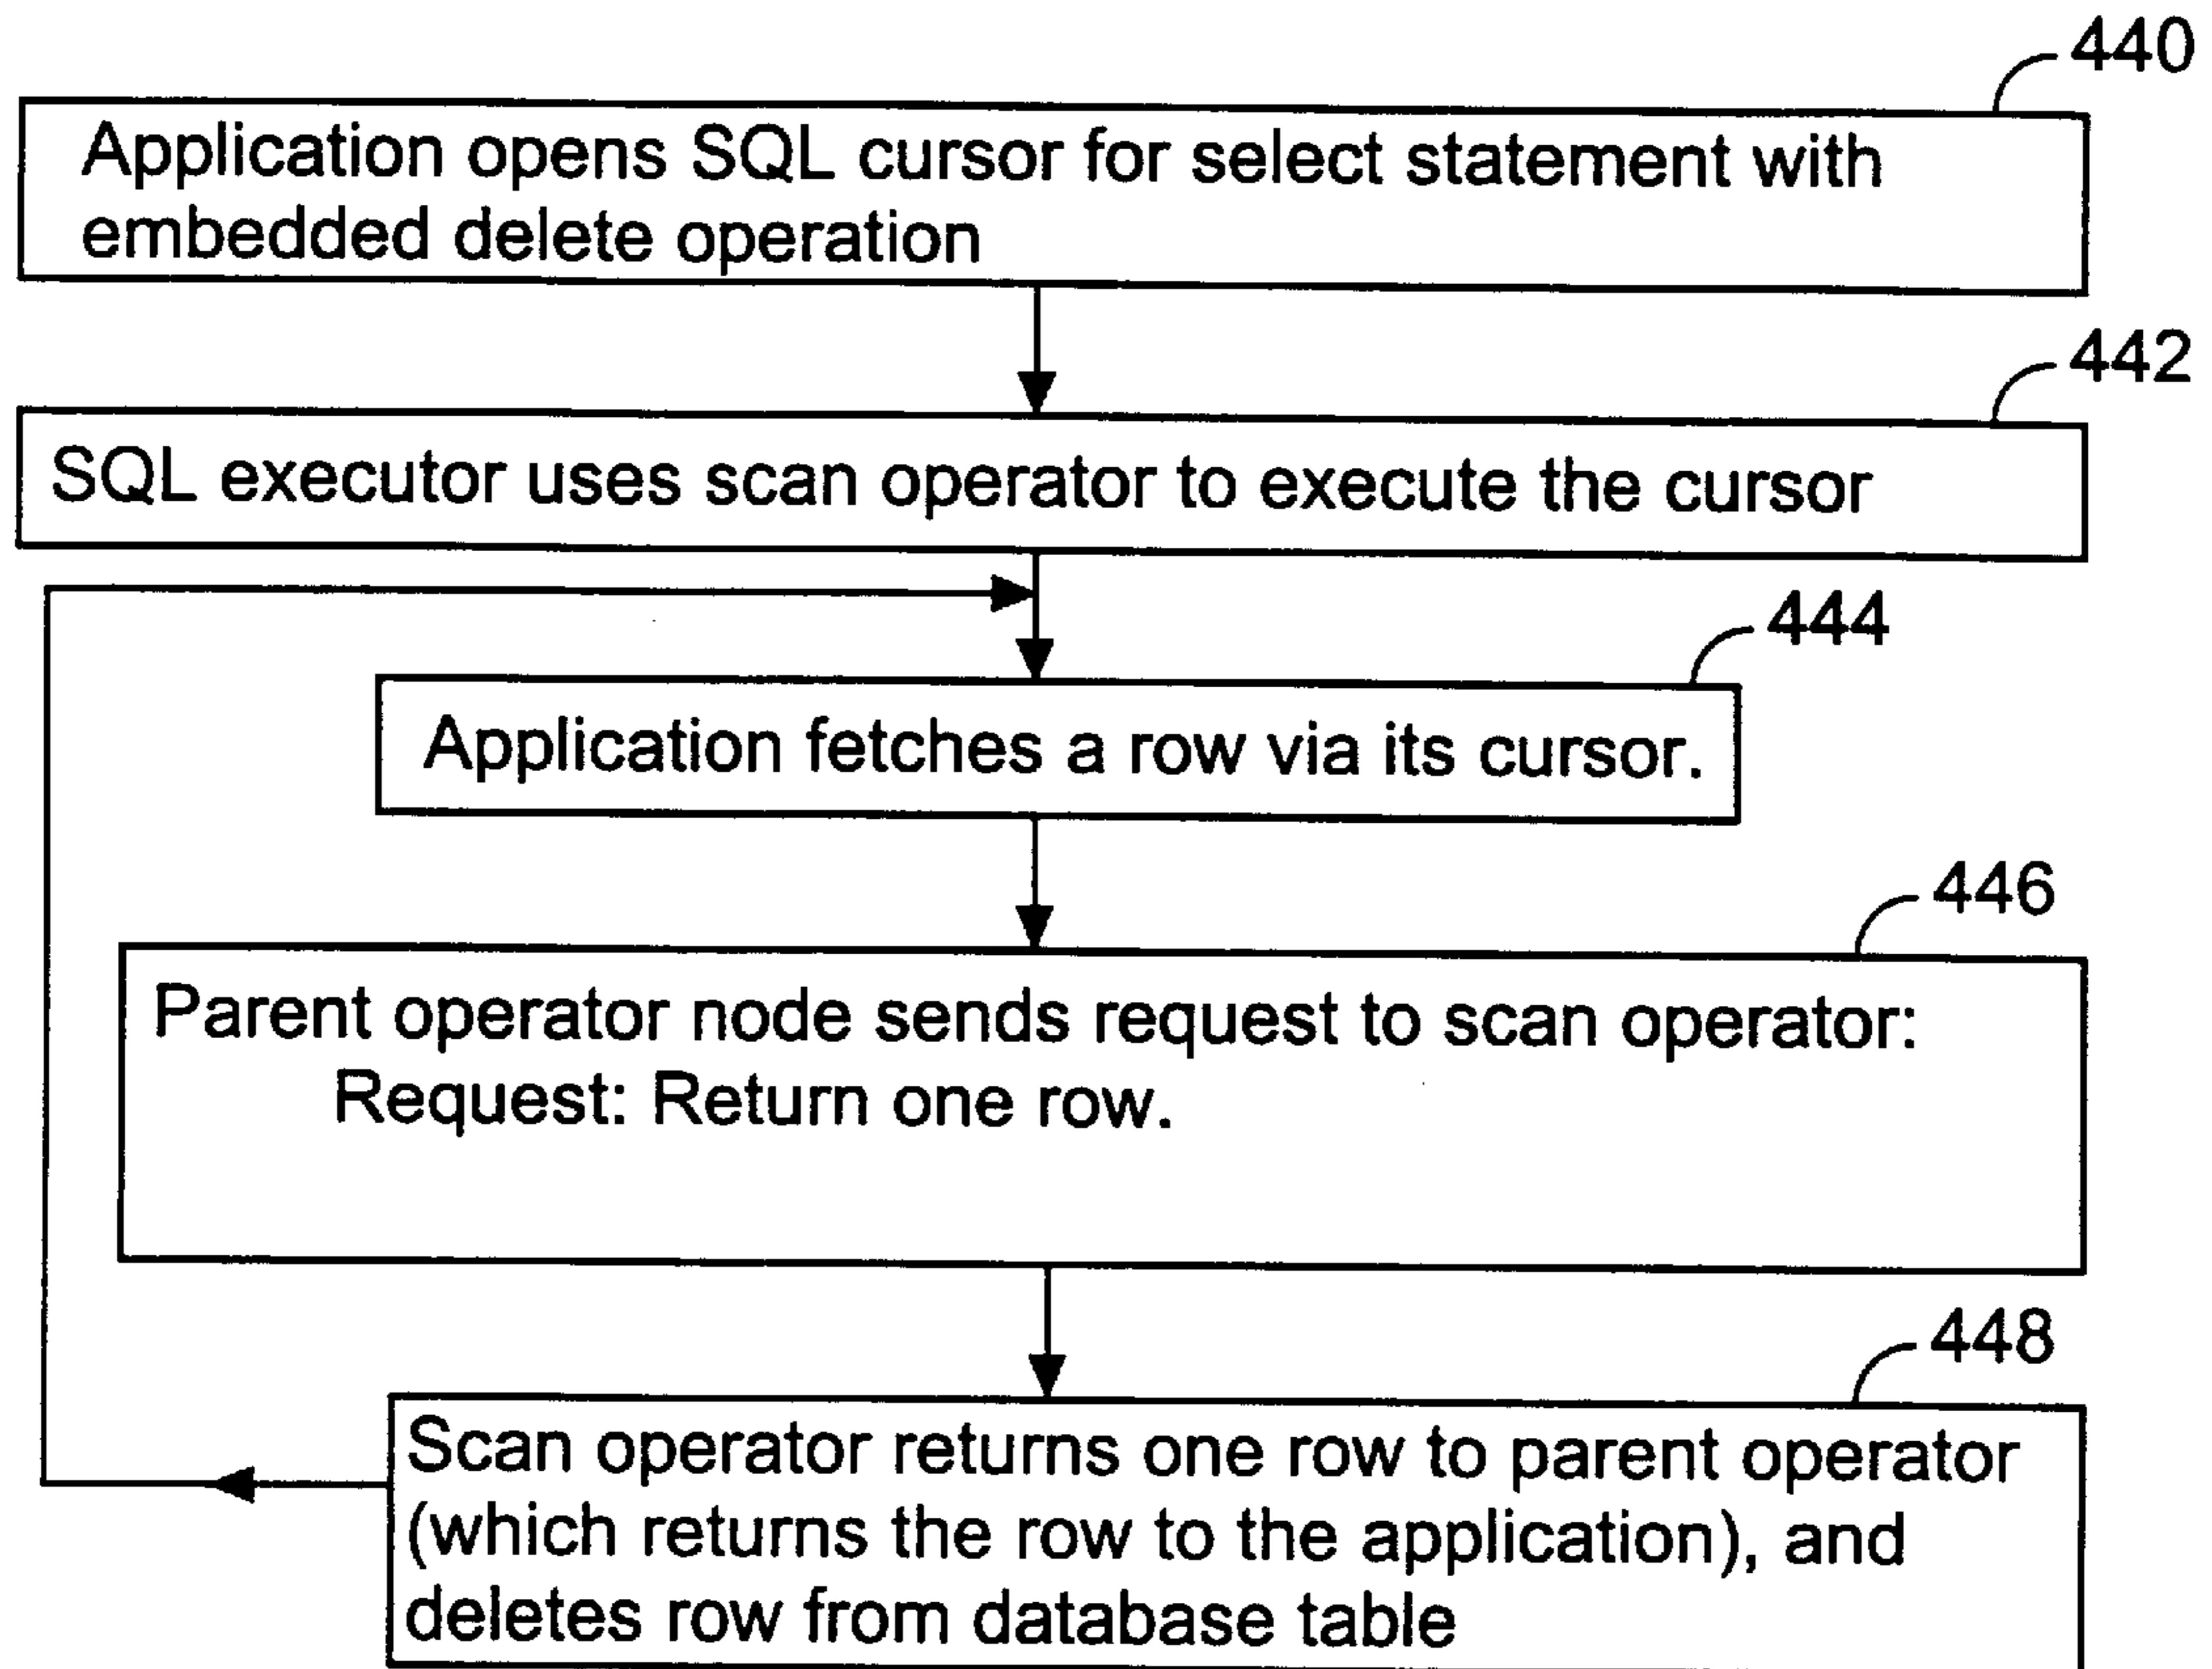 440
Application opens SQL cursor for select statement with
embedded delete operation
442
SQL executor uses scan operator to execute the cursor
444
Application fetches a row via its cursor.
446
Parent operator node sends request to scan operator:
Request: Return one row.
448
Scan operator returns one row to parent operator
(which returns the row to the application), and
deletes row from database table